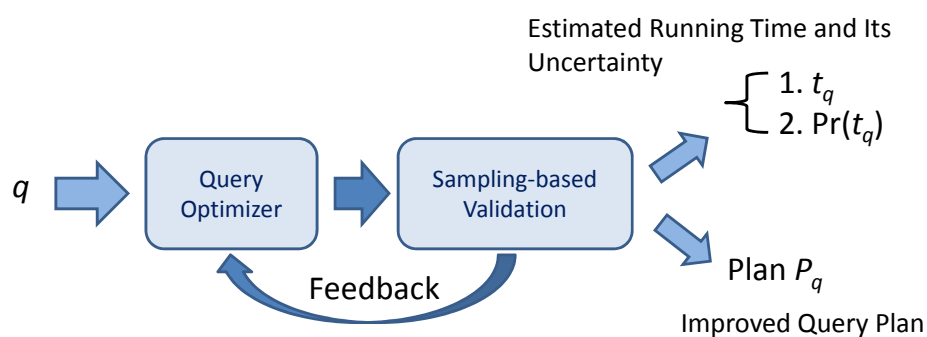 Estimated Running Time and Its
Uncertainty
1. tq
2. Pr(tq)
q
Query
Optimizer
Sampling-based
Validation
Feedback
Plan Pq
Improved Query Plan